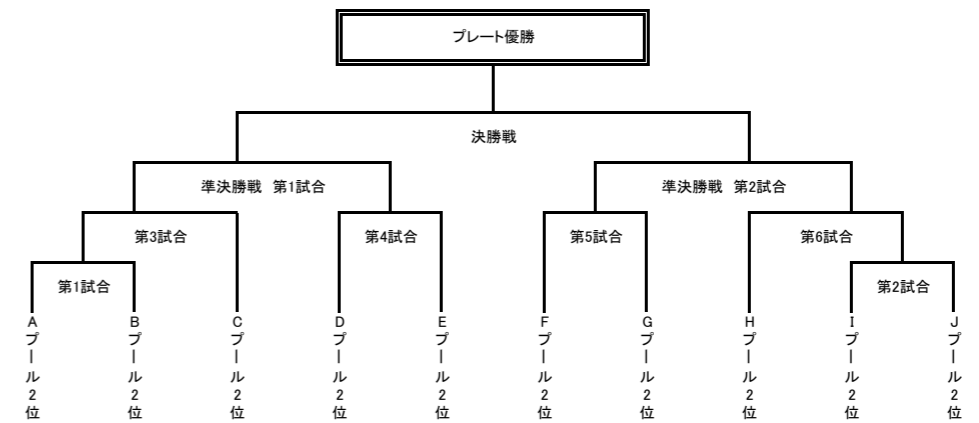 プレート優勝
決勝戦
準決勝戦　第1試合
準決勝戦　第2試合
第3試合
第4試合
第5試合
第6試合
第1試合
第2試合
Aプール2位
Bプール2位
Cプール2位
Dプール2位
Eプール2位
Fプール2位
Gプール2位
Hプール2位
Iプール2位
Jプール2位